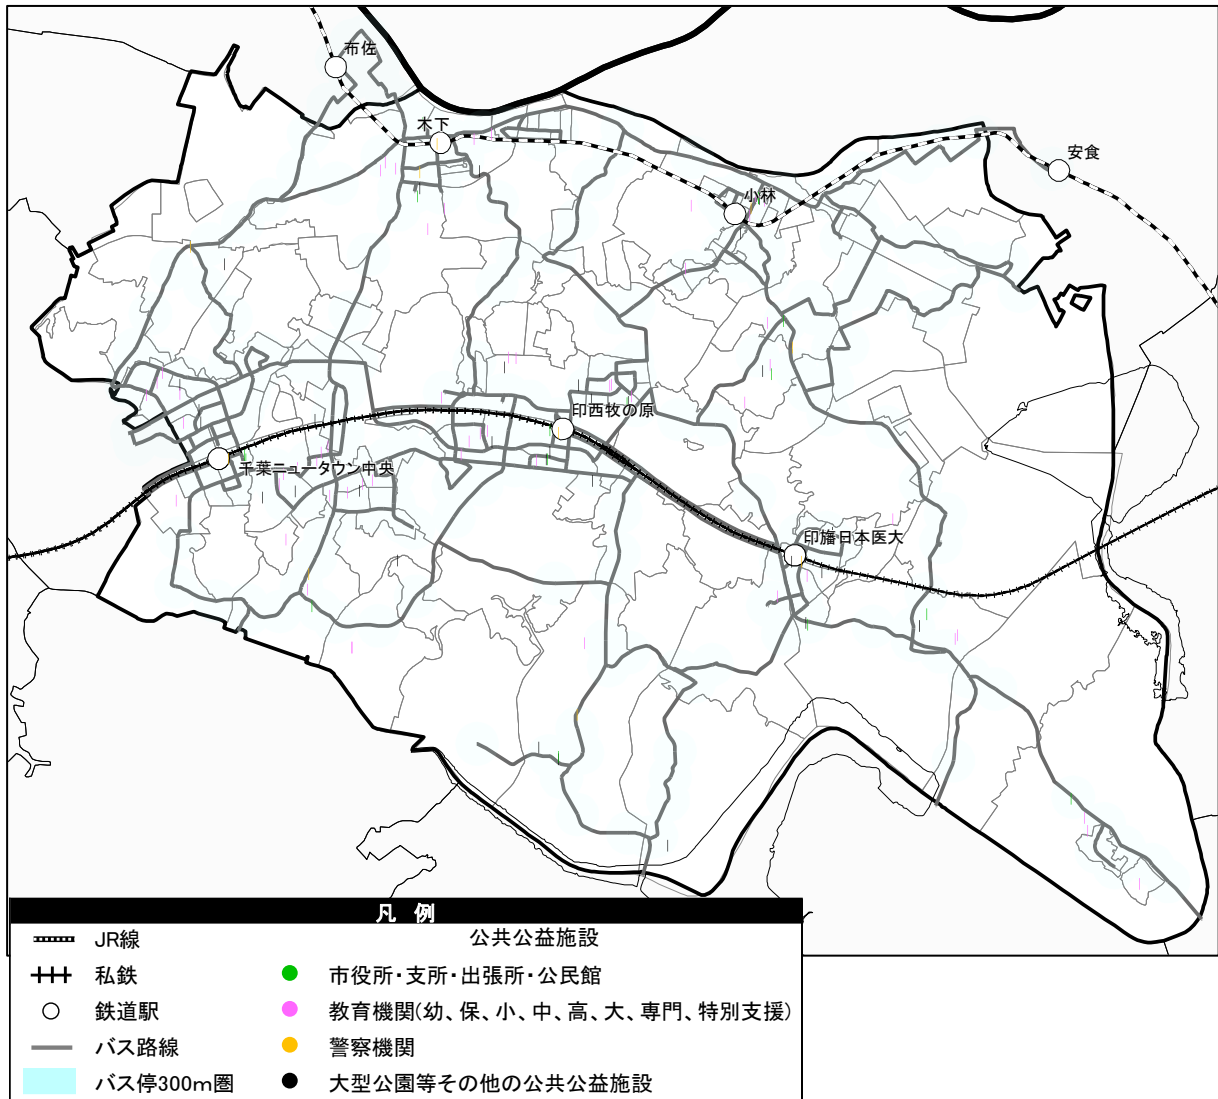 布佐
木下
安食
小林
印西牧の原
千葉ニュータウン中央
印旛日本医大
凡 例
JR線
公共公益施設
私鉄
市役所・支所・出張所・公民館
鉄道駅
教育機関(幼、保、小、中、高、大、専門、特別支援)
バス路線
警察機関
バス停300m圏
大型公園等その他の公共公益施設